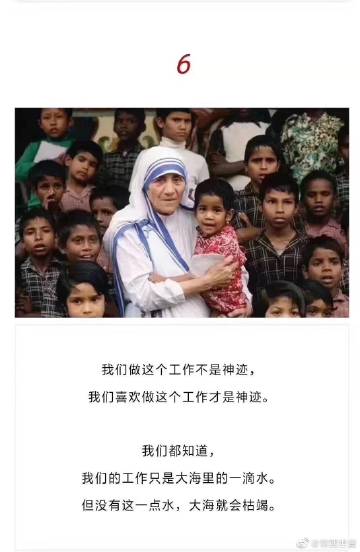 6
我们做这个工作不是神迹，
我们喜欢做这个工作才是神迹。
我们都知道，
我们的工作只是大海里的一滴水。
但没有这一点水，大海就会枯竭。